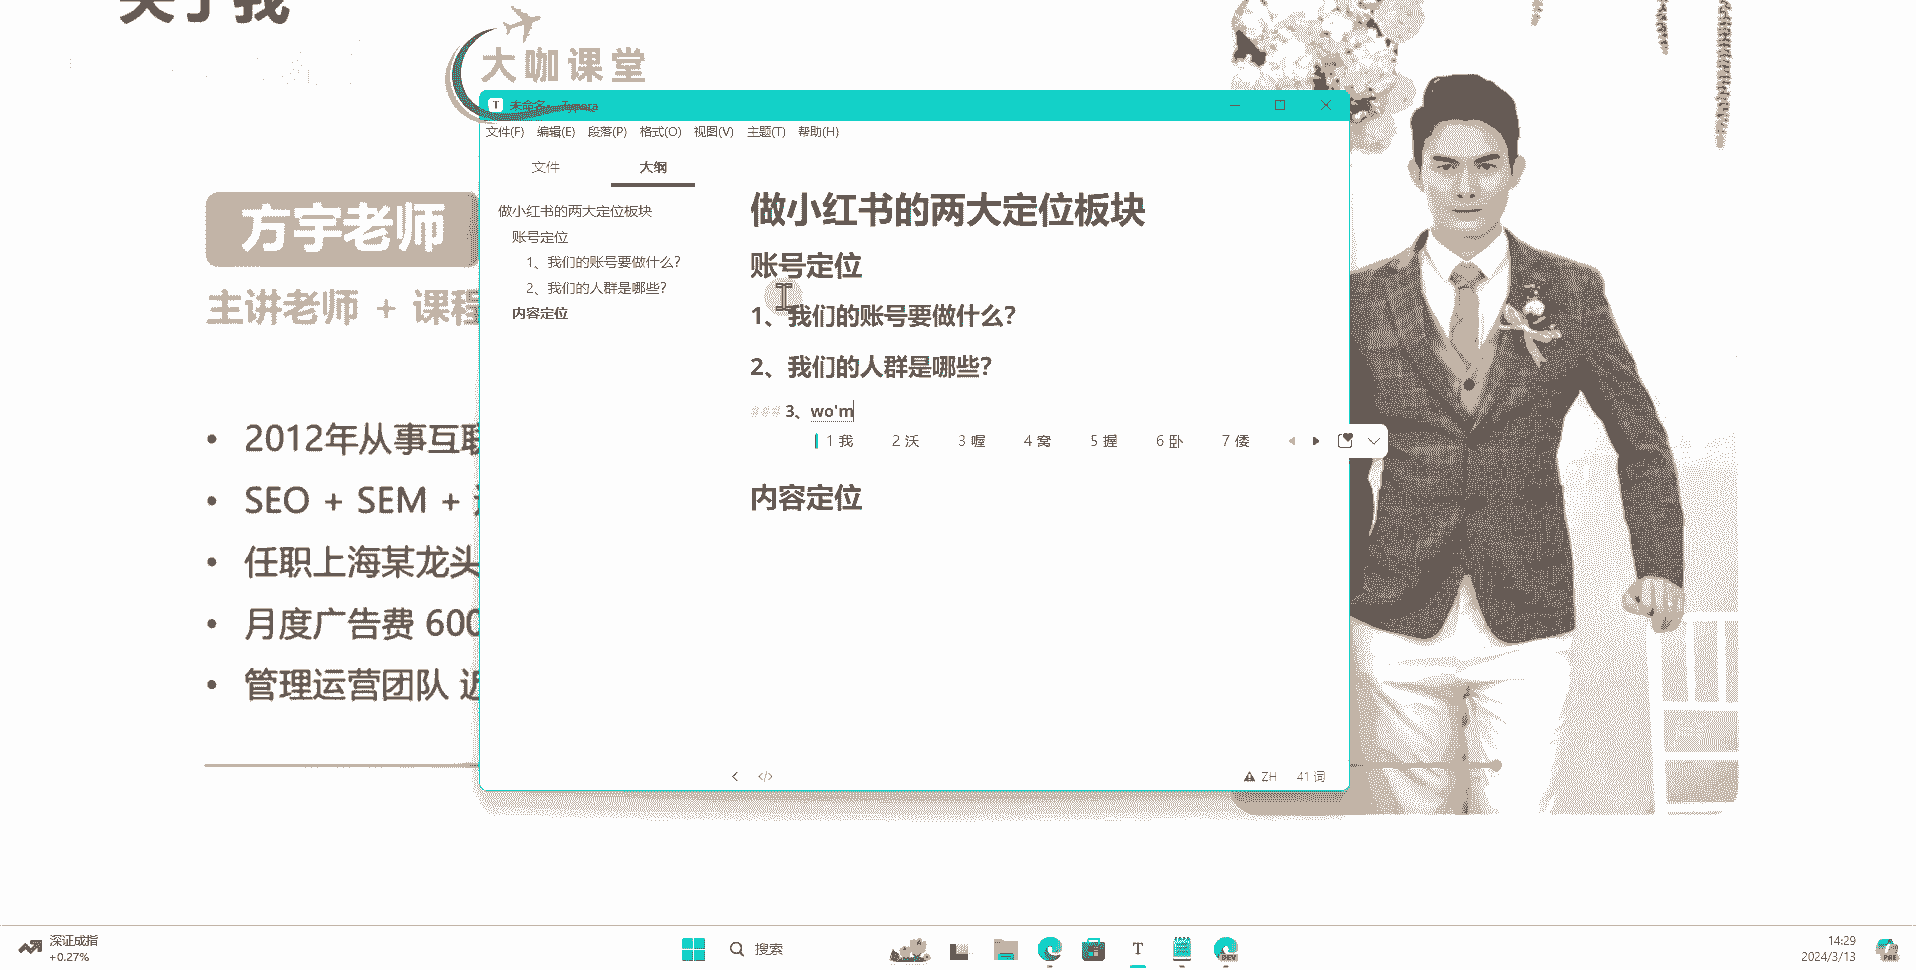 关于我
大咖课堂
方宇老师
主讲老师 + 课程
2012年从事互联
SEO + SEM +
任职上海某龙头
月度广告费 600
管理运营团队 近
未命名 - Typora
文件(F) 编辑(E) 段落(P) 格式(O) 视图(V) 主题(T) 帮助(H)
文件 大纲
做小红书的两大定位板块
账号定位
1、我们的账号要做什么？
2、我们的人群是哪些？
内容定位
做小红书的两大定位板块
账号定位
1、我们的账号要做什么？
2、我们的人群是哪些？
### 3、wo'm
1 我 2 沃 3 喔 4 窝 5 握 6 卧 7 倭
内容定位
</> ZH 41 词
深证成指
+0.27%
搜索
T
DEV
14:29
2024/3/13
PRE